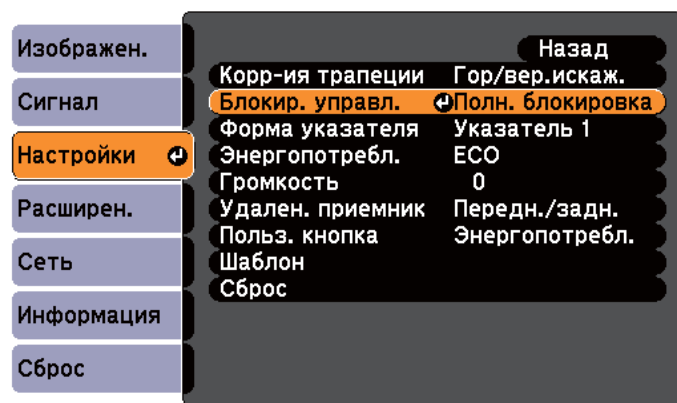 Изображен.
Сигнал
Настройки
Расширен.
Сеть
Информация
Сброс
Назад
Корр-ия трапеции Гор/вер.искаж.
Блокир. управл. Полн. блокировка
Форма указателя Указатель 1
Энергопотребл. ECO
Громкость 0
Удален. приемник Передн./задн.
Польз. кнопка Энергопотребл.
Шаблон
Сброс